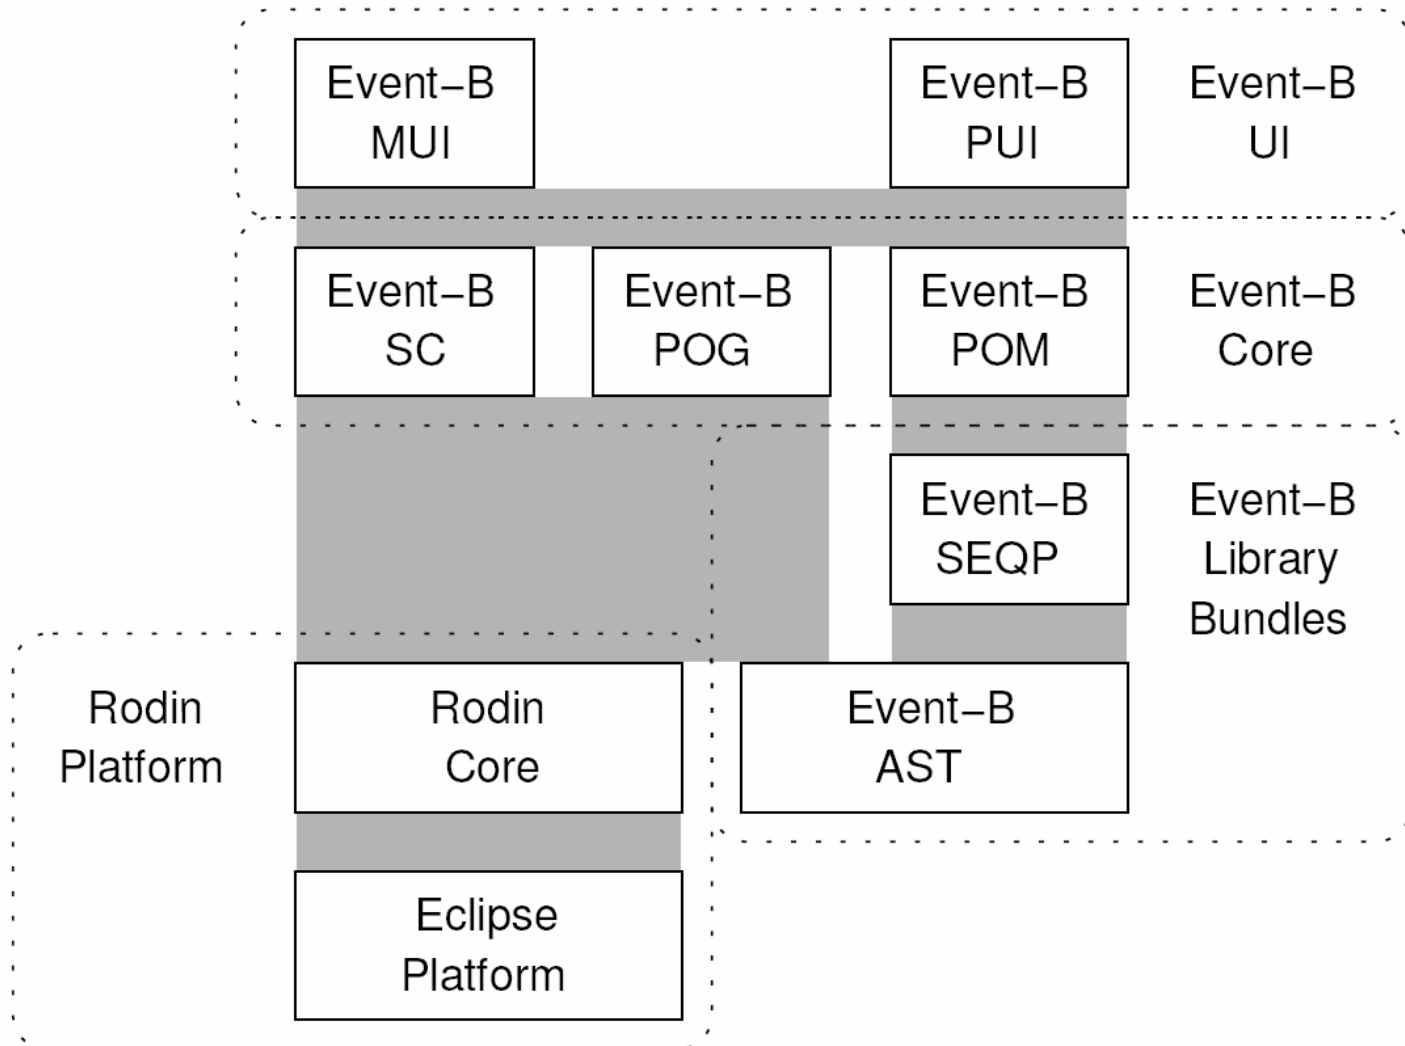 Event–B
MUI
Event–B
PUI
Event–B
UI
Event–B
SC
Event–B
POG
Event–B
POM
Event–B
Core
Event–B
SEQP
Event–B
Library
Bundles
Rodin
Platform
Rodin
Core
Event–B
AST
Eclipse
Platform